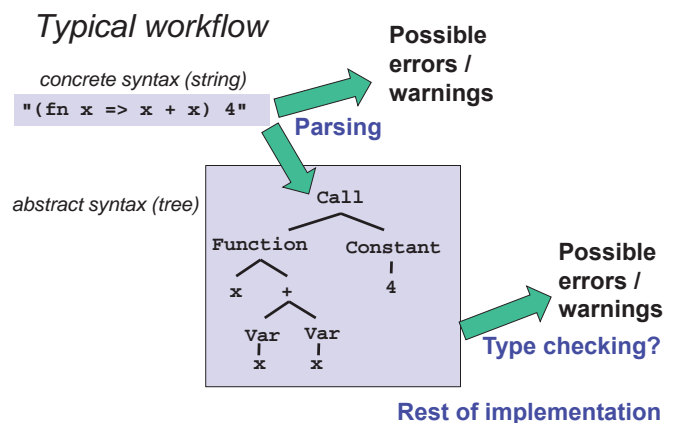 Typical workflow
concrete syntax (string)
"(fn x => x + x) 4"
Possible
errors /
warnings
Parsing
abstract syntax (tree)
Call
Function Constant
x + 4
Var Var
x x
Possible
errors /
warnings
Type checking?
Rest of implementation